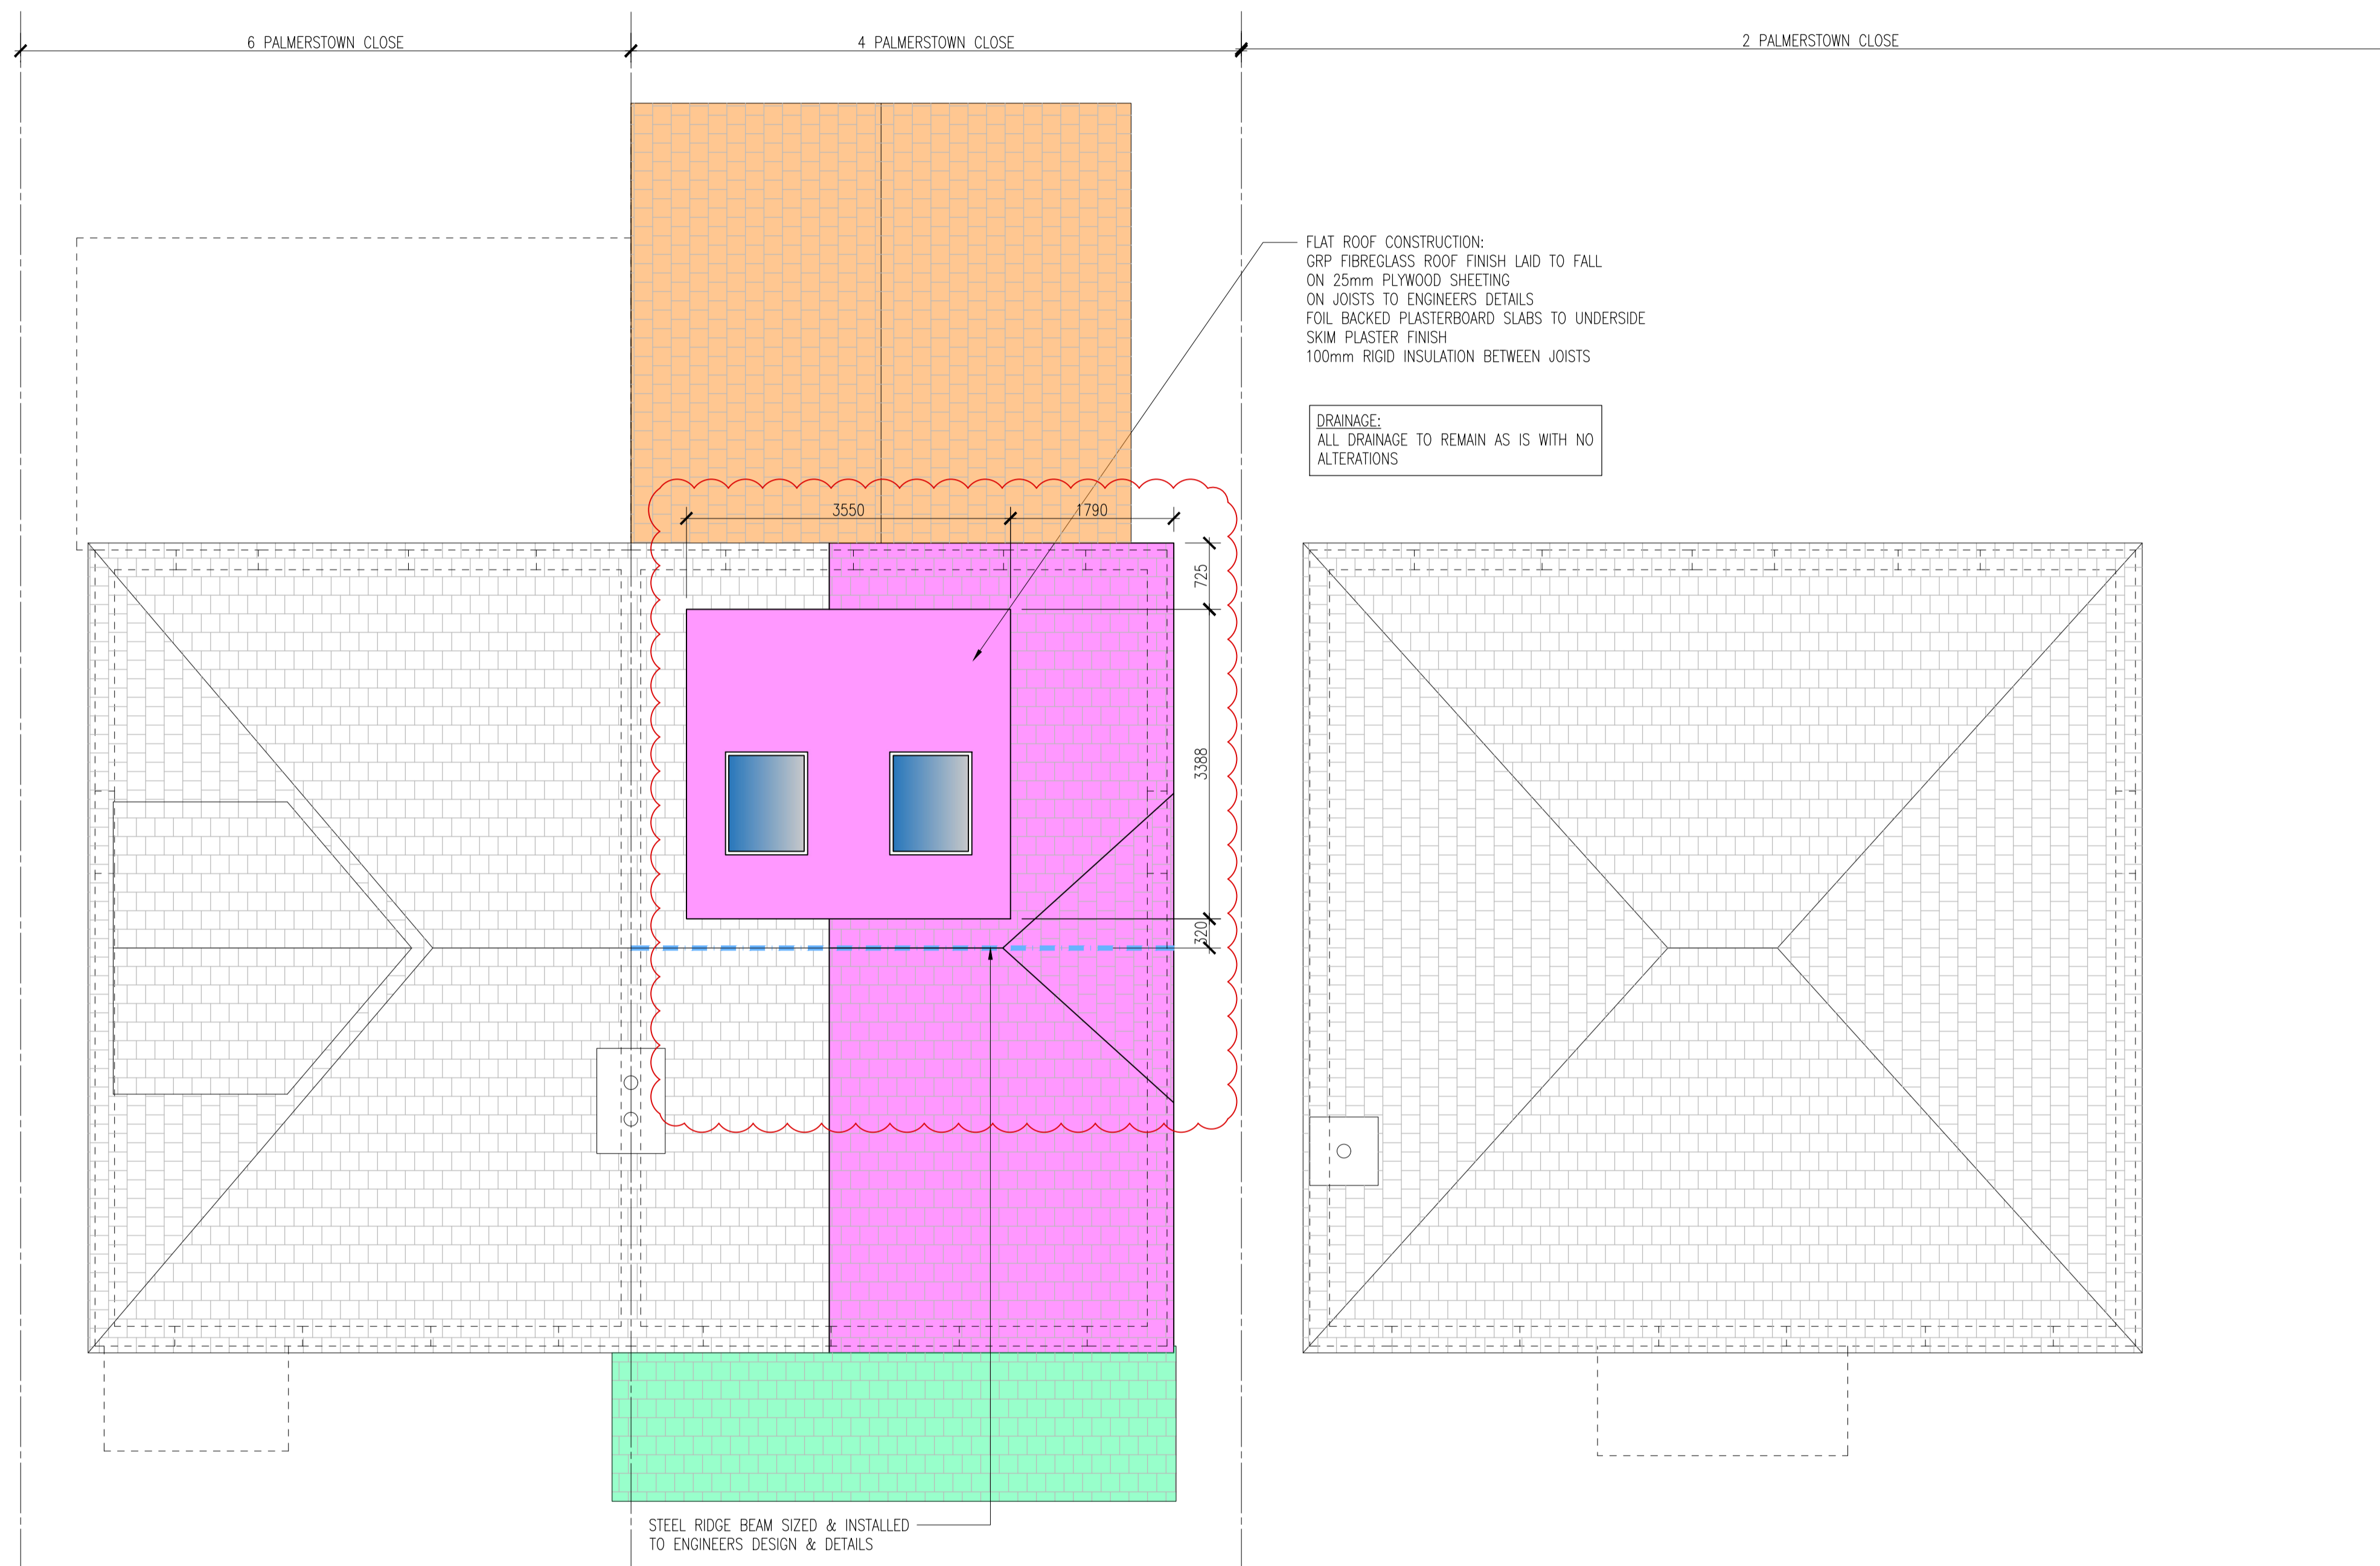 6 PALMERSTOWN CLOSE
4 PALMERSTOWN CLOSE
2 PALMERSTOWN CLOSE
FLAT ROOF CONSTRUCTION:
GRP FIBREGLASS ROOF FINISH LAID TO FALL
ON 25mm PLYWOOD SHEETING
ON JOISTS TO ENGINEERS DETAILS
FOIL BACKED PLASTERBOARD SLABS TO UNDERSIDE
SKIM PLASTER FINISH
100mm RIGID INSULATION BETWEEN JOISTS
DRAINAGE:
ALL DRAINAGE TO REMAIN AS IS WITH NO
ALTERATIONS
3550
1790
725
3388
320
STEEL RIDGE BEAM SIZED & INSTALLED
TO ENGINEERS DESIGN & DETAILS